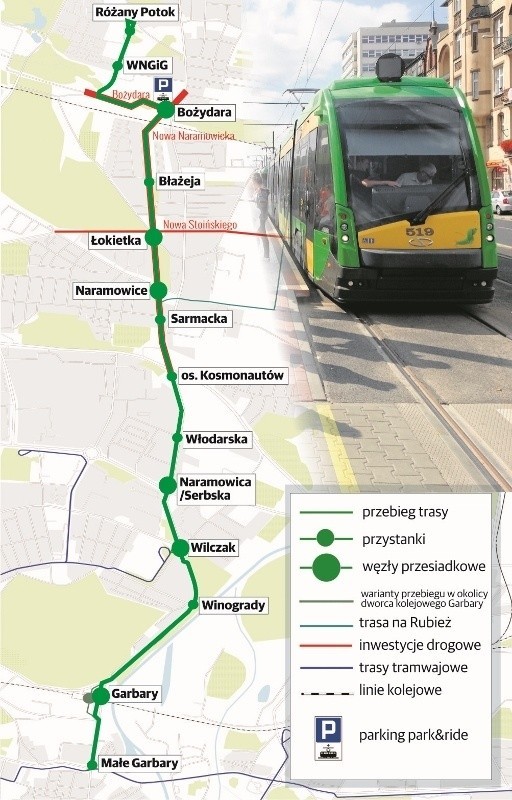 Różany Potok
WNGiG
P
Bożydara
Bożydara
Nowa Naramowicka
Błażeja
Nowa Stoińskiego
Łokietka
Naramowice
Sarmacka
os. Kosmonautów
Włodarska
Naramowica
/Serbska
Wilczak
Winogrady
Garbary
Małe Garbary
519
przebieg trasy
przystanki
węzły przesiadkowe
warianty przebiegu w okolicy
dworca kolejowego Garbary
trasa na Rubież
inwestycje drogowe
trasy tramwajowe
linie kolejowe
P
parking park&ride